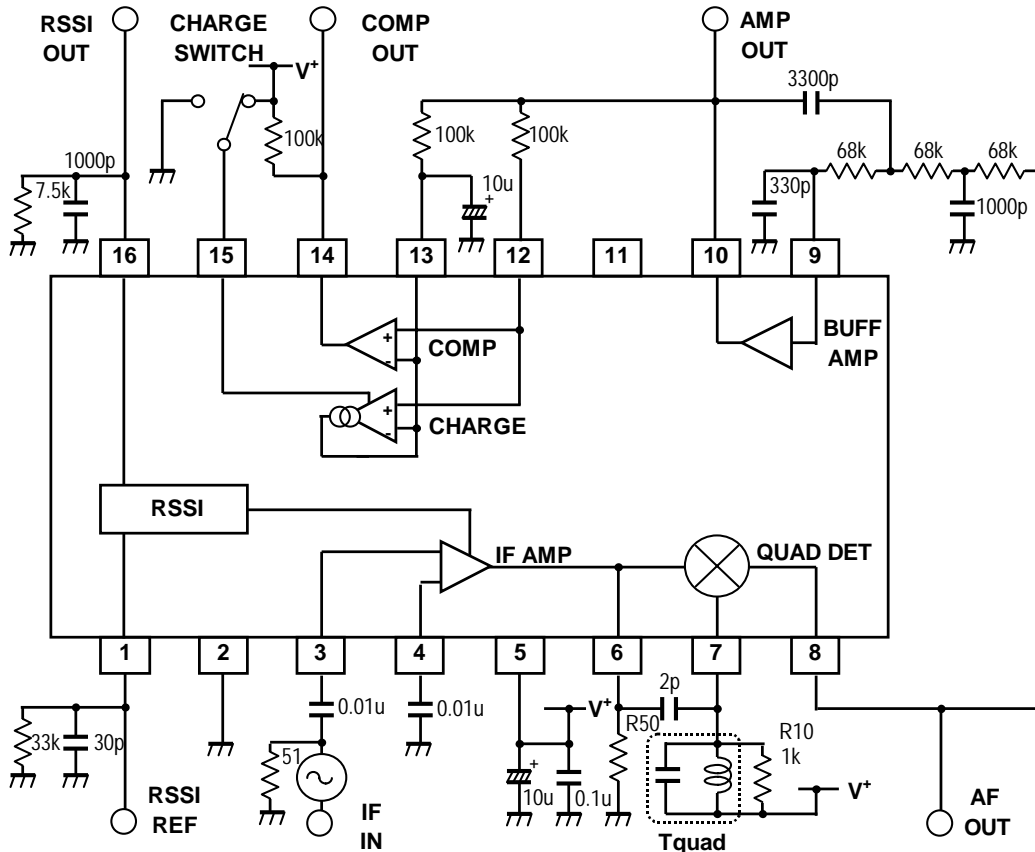 RSSI
OUT
CHARGE
SWITCH
COMP
OUT
AMP
OUT
V+
3300p
100k
100k
100k
68k
68k
68k
1000p
7.5k
10u
+
330p
1000p
16
15
14
13
12
11
10
9
+
-
COMP
BUFF
AMP
+
-
CHARGE
RSSI
IF AMP
QUAD DET
1
2
3
4
5
6
7
8
0.01u
0.01u
2p
V+
R50
33k
30p
51
R10
1k
+
10u
0.1u
V+
RSSI
REF
IF
IN
Tquad
AF
OUT